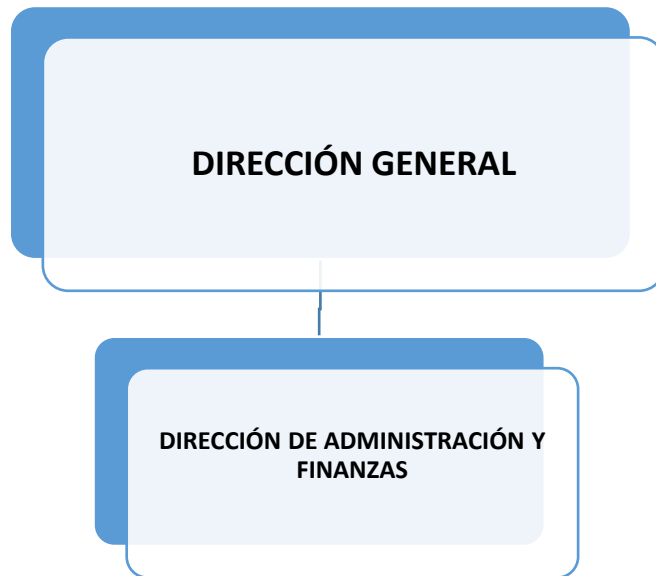 DIRECCIÓN GENERAL
DIRECCIÓN DE ADMINISTRACIÓN Y
FINANZAS